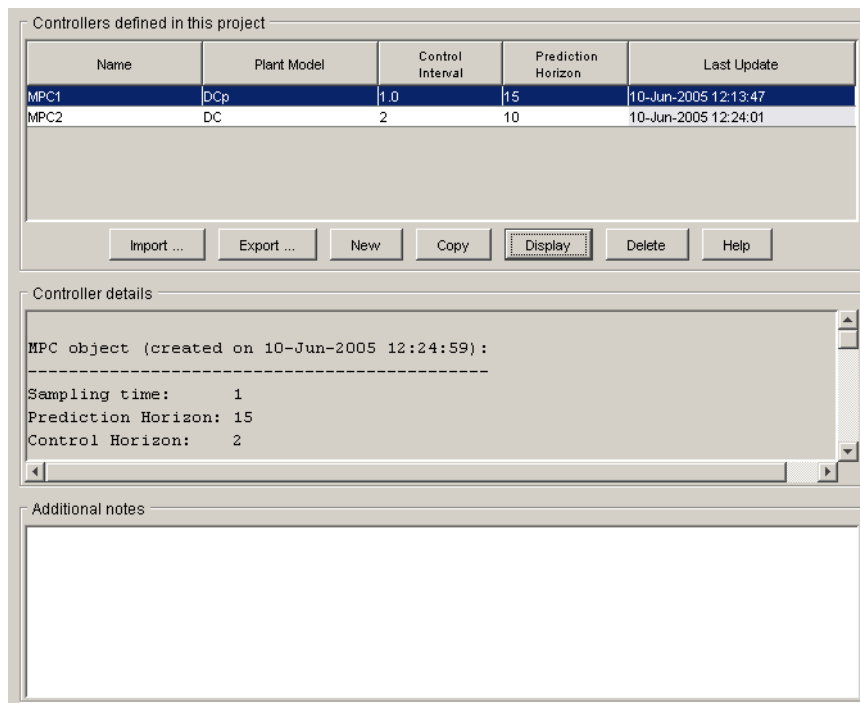 Controllers defined in this project
Name Plant Model Control Interval Prediction Horizon Last Update
MPC1 DCp 1.0 15 10-Jun-2005 12:13:47
MPC2 DC 2 10 10-Jun-2005 12:24:01
Import ... Export ... New Copy Display Delete Help
Controller details
MPC object (created on 10-Jun-2005 12:24:59):
---------------------------------------------
Sampling time: 1
Prediction Horizon: 15
Control Horizon: 2
Additional notes